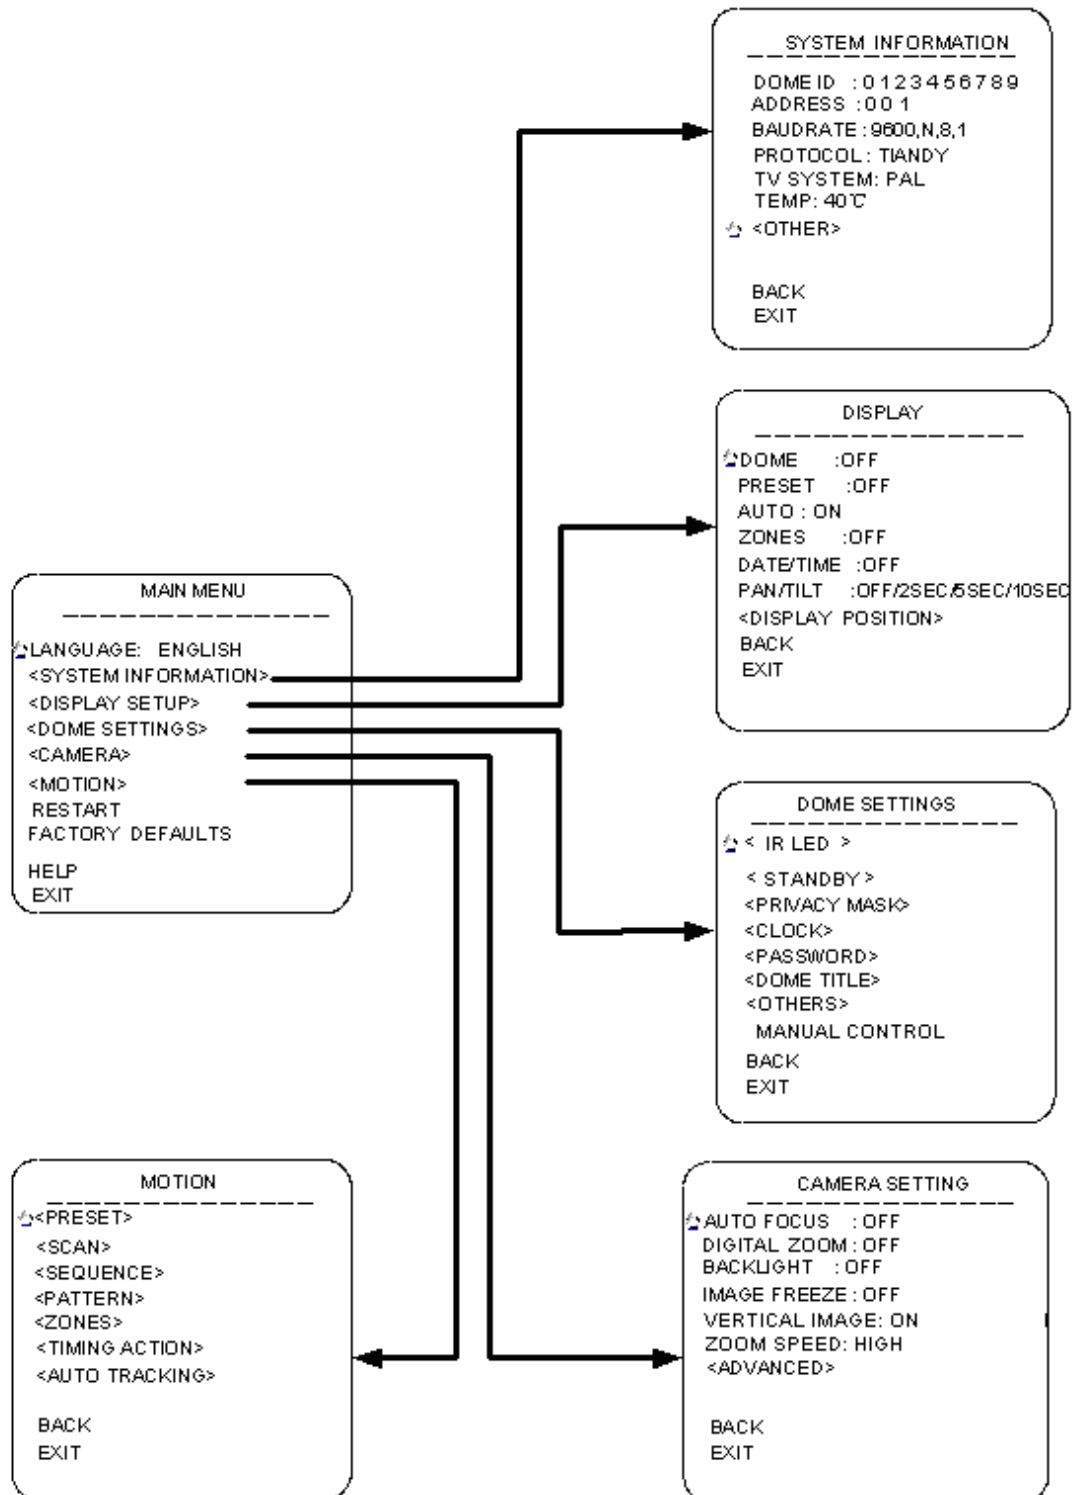 SYSTEM INFORMATION
DOME ID : 0 1 2 3 4 5 6 7 8 9
ADDRESS : 0 0 1
BAUDRATE : 9600,N,8,1
PROTOCOL : TIANDY
TV SYSTEM: PAL
TEMP: 40℃
<OTHER>
BACK
EXIT
DISPLAY
DOME :OFF
PRESET :OFF
AUTO : ON
ZONES :OFF
DATE/TIME :OFF
PAN/TILT :OFF/2SEC/5SEC/10SEC
<DISPLAY POSITION>
BACK
EXIT
MAIN MENU
LANGUAGE: ENGLISH
<SYSTEM INFORMATION>
<DISPLAY SETUP>
<DOME SETTINGS>
<CAMERA>
<MOTION>
RESTART
FACTORY DEFAULTS
HELP
EXIT
DOME SETTINGS
< IR LED >
< STANDBY >
<PRIVACY MASK>
<CLOCK>
<PASSWORD>
<DOME TITLE>
<OTHERS>
MANUAL CONTROL
BACK
EXIT
MOTION
<PRESET>
<SCAN>
<SEQUENCE>
<PATTERN>
<ZONES>
<TIMING ACTION>
<AUTO TRACKING>
BACK
EXIT
CAMERA SETTING
AUTO FOCUS : OFF
DIGITAL ZOOM : OFF
BACKLIGHT : OFF
IMAGE FREEZE : OFF
VERTICAL IMAGE: ON
ZOOM SPEED: HIGH
<ADVANCED>
BACK
EXIT